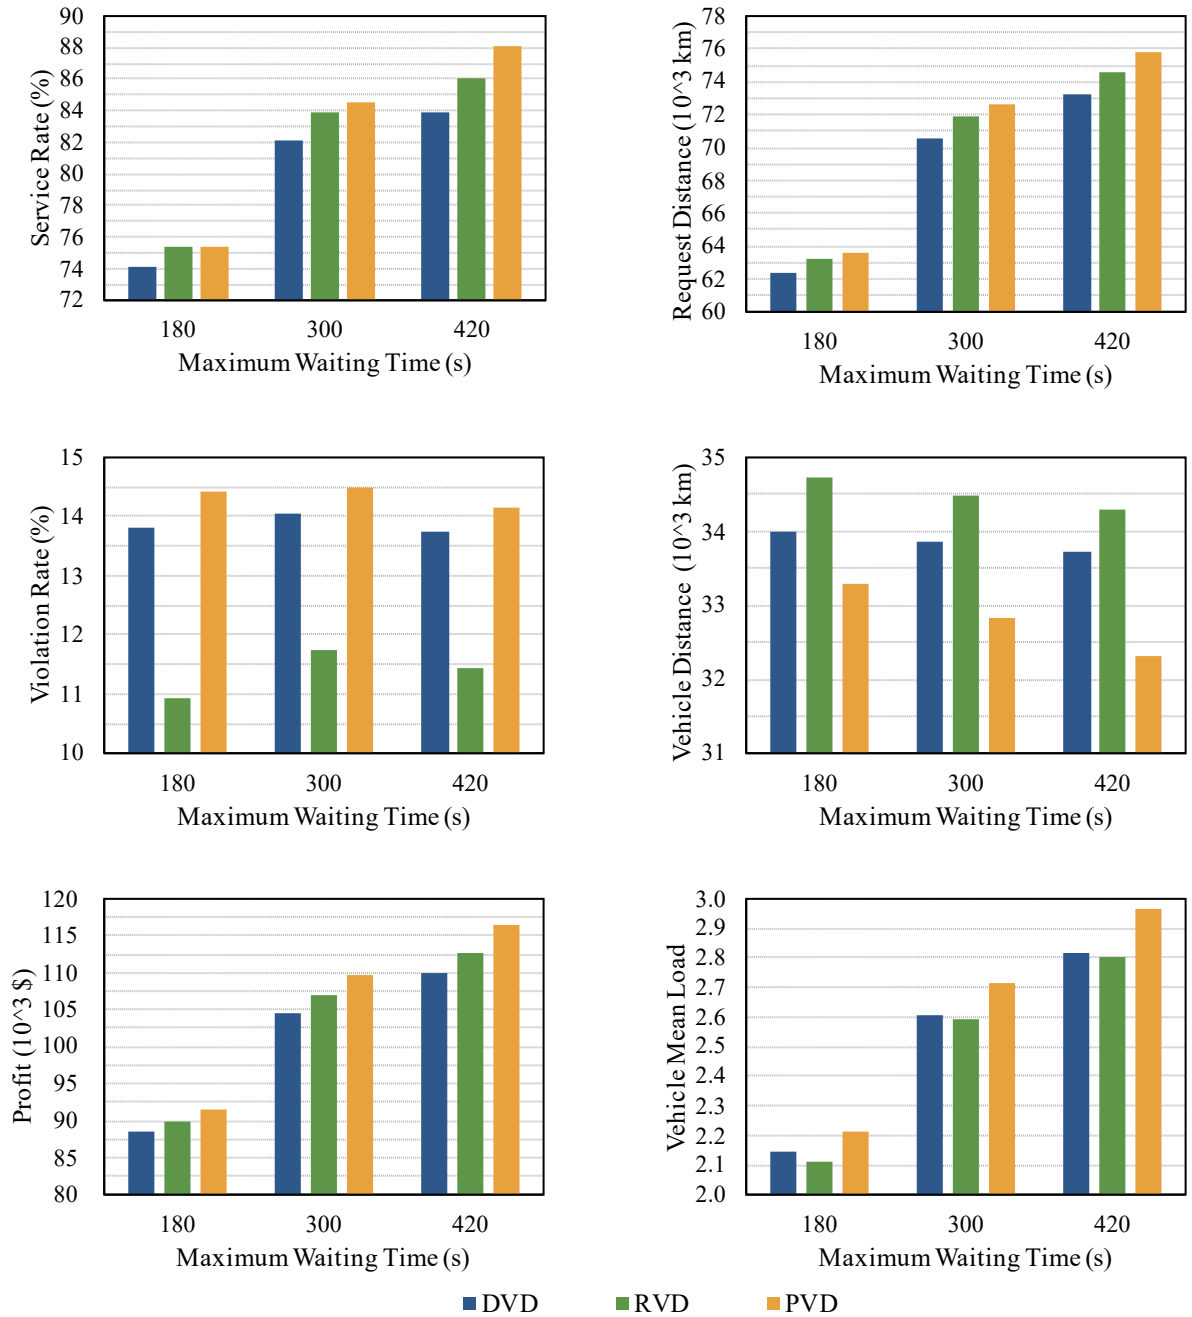 Service Rate (%)
90
88
86
84
82
80
78
76
74
72
180 300 420
Maximum Waiting Time (s)
Request Distance (10^3 km)
78
76
74
72
70
68
66
64
62
60
180 300 420
Maximum Waiting Time (s)
Violation Rate (%)
15
14
13
12
11
10
180 300 420
Maximum Waiting Time (s)
Vehicle Distance (10^3 km)
35
34
33
32
31
180 300 420
Maximum Waiting Time (s)
Profit (10^3 $)
120
115
110
105
100
95
90
85
80
180 300 420
Maximum Waiting Time (s)
Vehicle Mean Load
3.0
2.9
2.8
2.7
2.6
2.5
2.4
2.3
2.2
2.1
2.0
180 300 420
Maximum Waiting Time (s)
DVD RVD PVD